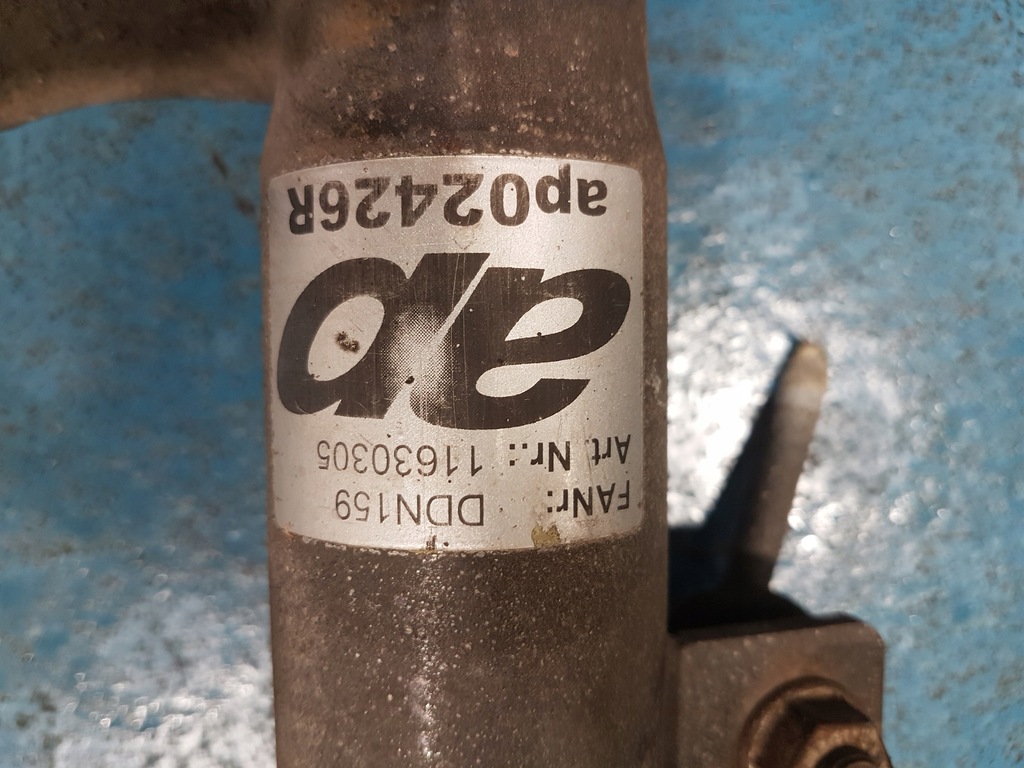 FANr: DDN159
Art. Nr.: 11630305
ap
ap02426R